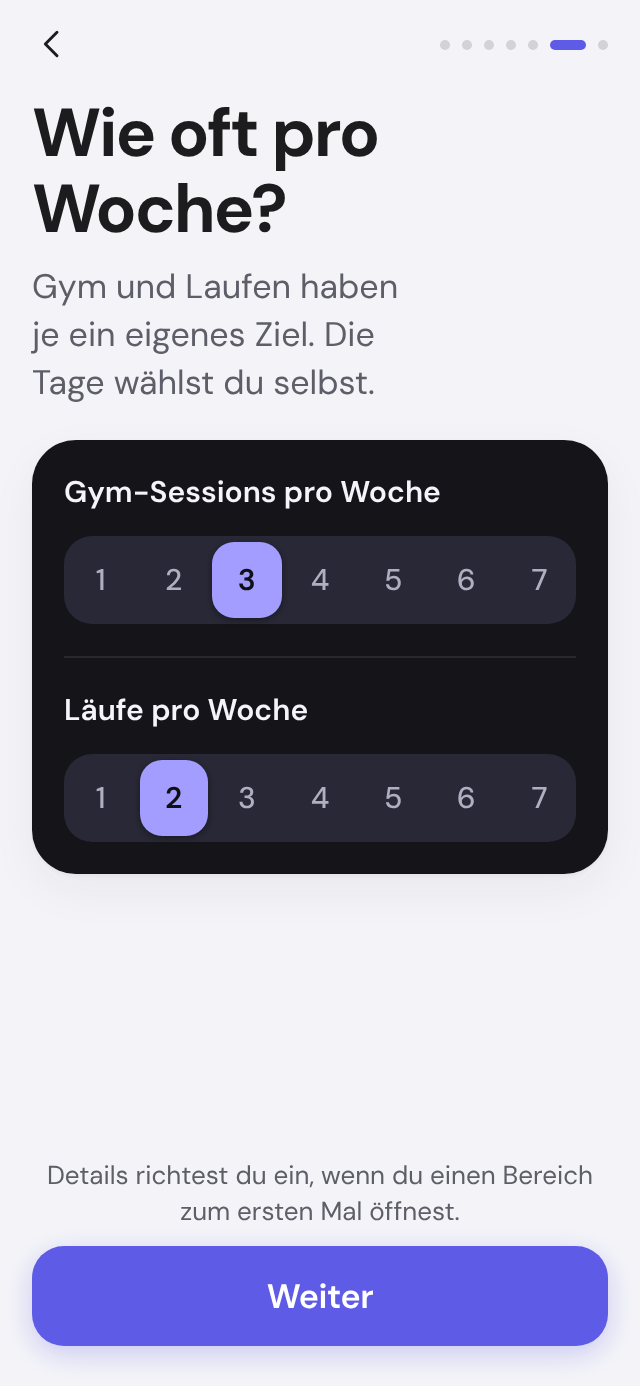 Wie oft pro
Woche?
Gym und Laufen haben
je ein eigenes Ziel. Die
Tage wählst du selbst.
Gym-Sessions pro Woche
1 2 3 4 5 6 7
Läufe pro Woche
1 2 3 4 5 6 7
Details richtest du ein, wenn du einen Bereich
zum ersten Mal öffnest.
Weiter